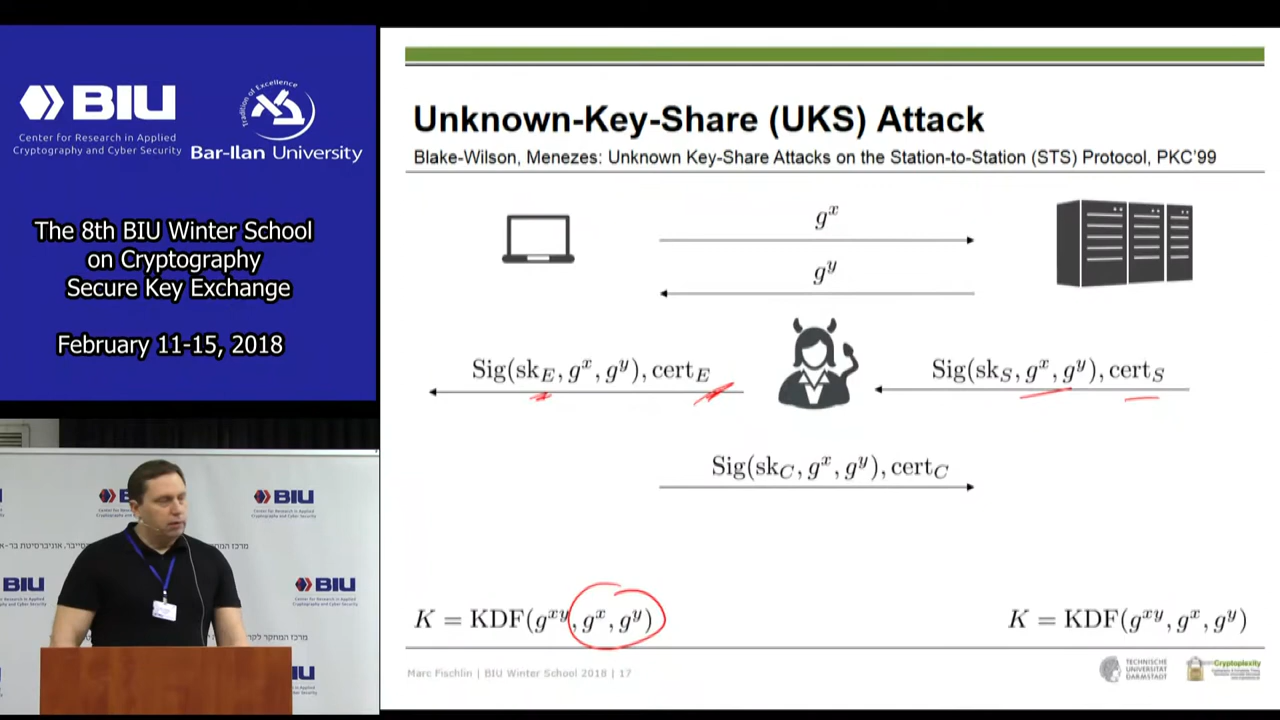 BIU
Center for Research in Applied
Cryptography and Cyber Security
Tradition of Excellence
Bar-Ilan University
The 8th BIU Winter School
on Cryptography
Secure Key Exchange
February 11-15, 2018
Unknown-Key-Share (UKS) Attack
Blake-Wilson, Menezes: Unknown Key-Share Attacks on the Station-to-Station (STS) Protocol, PKC'99
g^x
g^y
Sig(sk_E, g^x, g^y), cert_E
Sig(sk_S, g^x, g^y), cert_S
Sig(sk_C, g^x, g^y), cert_C
K = KDF(g^{xy}, g^x, g^y)
K = KDF(g^{xy}, g^x, g^y)
Marc Fischlin | BIU Winter School 2018 | 17
TECHNISCHE
UNIVERSITÄT
DARMSTADT
Cryptoplexity
BIU
BIU
BIU
BIU